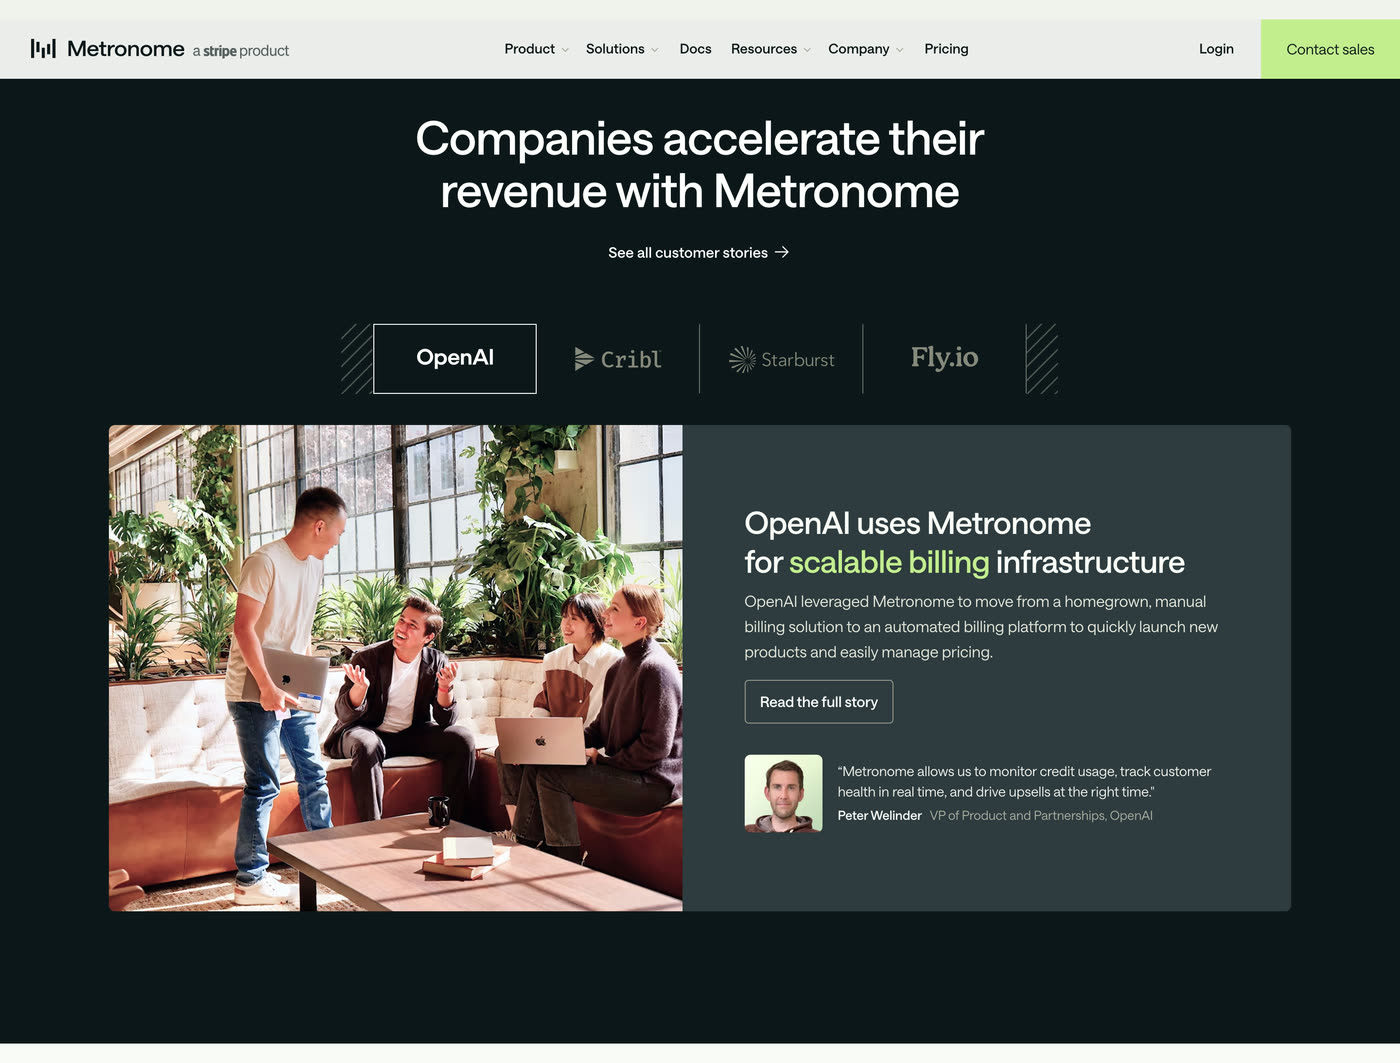 Metronome a stripe product
Product
Solutions
Docs
Resources
Company
Pricing
Login
Contact sales
Companies accelerate their
revenue with Metronome
See all customer stories →
OpenAI
Cribl
Starburst
Fly.io
OpenAI uses Metronome
for scalable billing infrastructure
OpenAI leveraged Metronome to move from a homegrown, manual
billing solution to an automated billing platform to quickly launch new
products and easily manage pricing.
Read the full story
“Metronome allows us to monitor credit usage, track customer
health in real time, and drive upsells at the right time."
Peter Welinder VP of Product and Partnerships, OpenAI